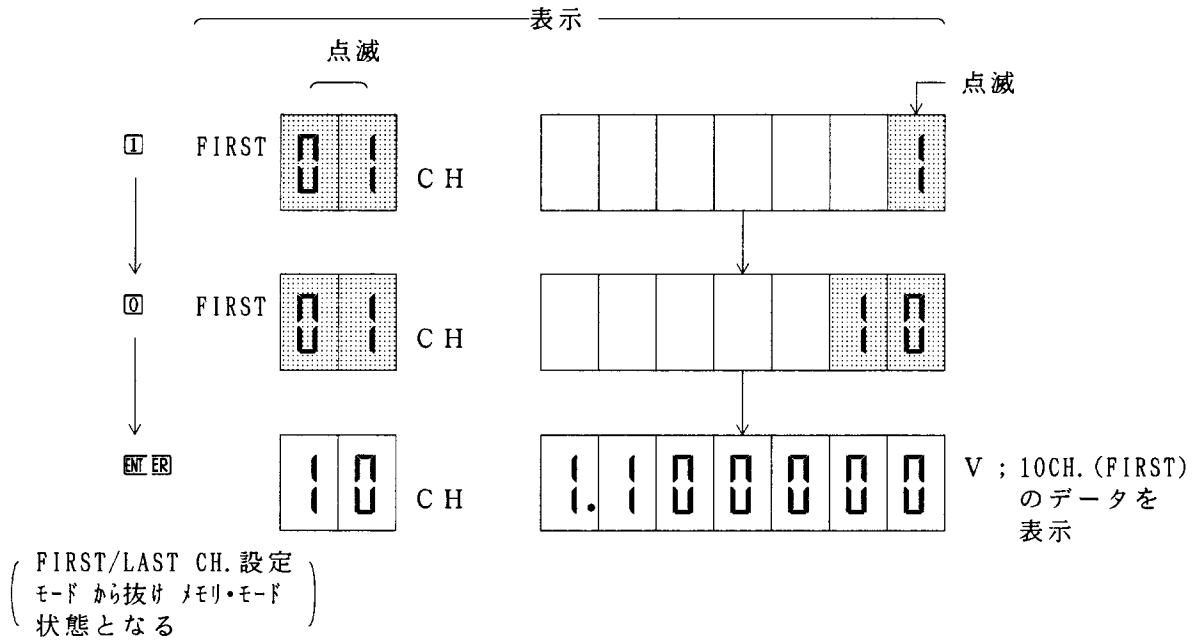 表示
点滅
点滅
1 FIRST 01 CH 1
0 FIRST 01 CH 10
ENTER 10 CH 1.100000 V ; 10CH.(FIRST)
のデータを
表示
FIRST/LAST CH.設定
モードから抜け メモリ・モード
状態となる